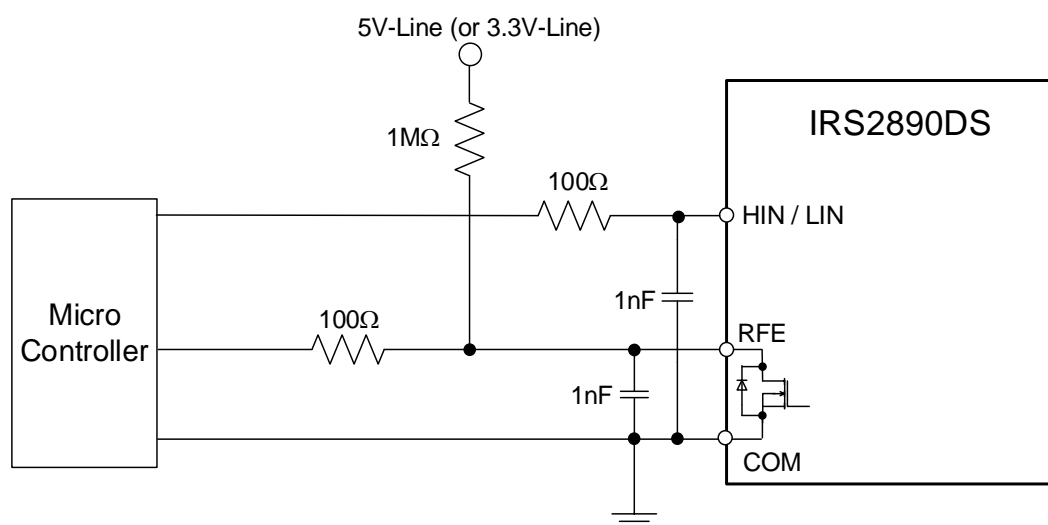 5V-Line (or 3.3V-Line)
IRS2890DS
1MΩ
100Ω
HIN / LIN
1nF
Micro
Controller
100Ω
RFE
1nF
COM